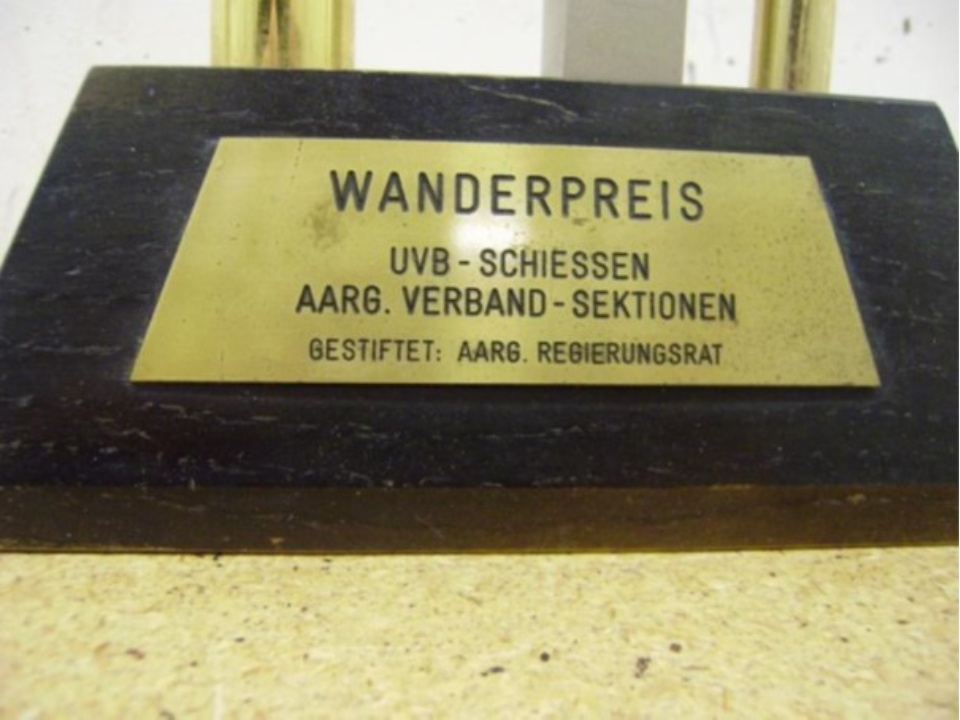 WANDERPREIS
UVB - SCHIESSEN
AARG. VERBAND - SEKTIONEN
GESTIFTET: AARG. REGIERUNGSRAT